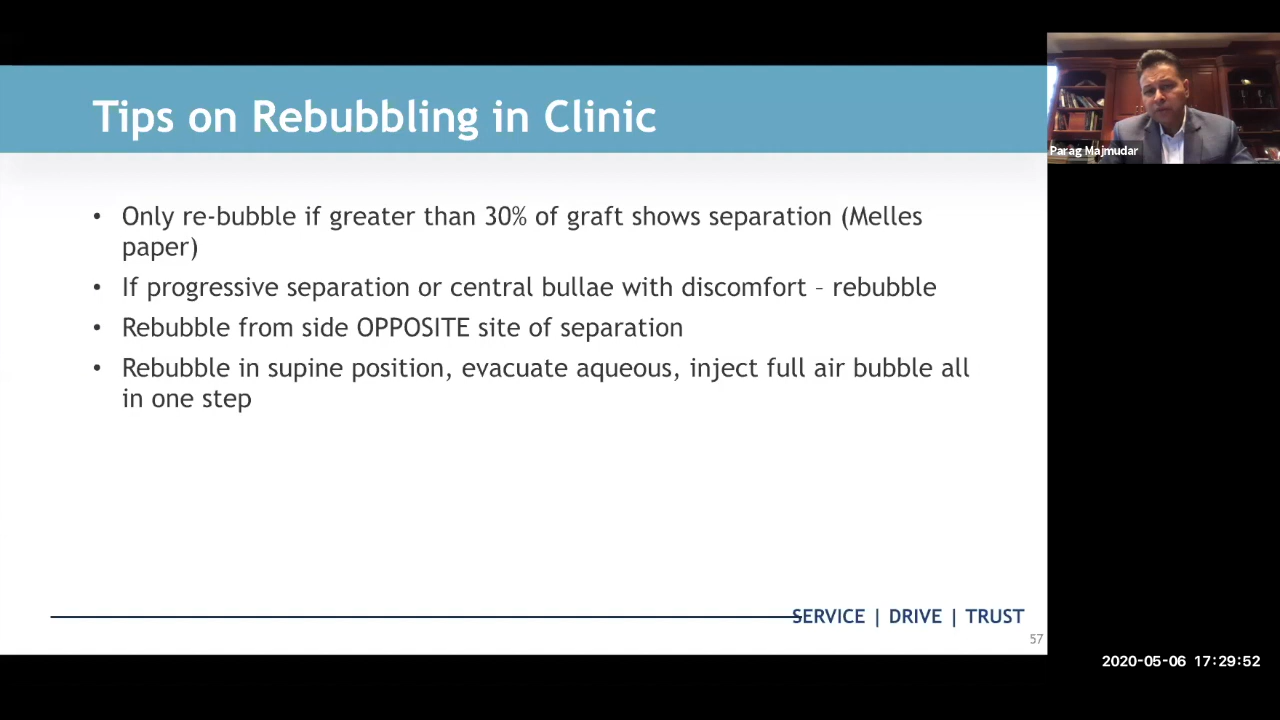 Tips on Rebubbling in Clinic
Parag Majmudar
• Only re-bubble if greater than 30% of graft shows separation (Melles
paper)
• If progressive separation or central bullae with discomfort – rebubble
• Rebubble from side OPPOSITE site of separation
• Rebubble in supine position, evacuate aqueous, inject full air bubble all
in one step
SERVICE | DRIVE | TRUST
57
2020-05-06 17:29:52